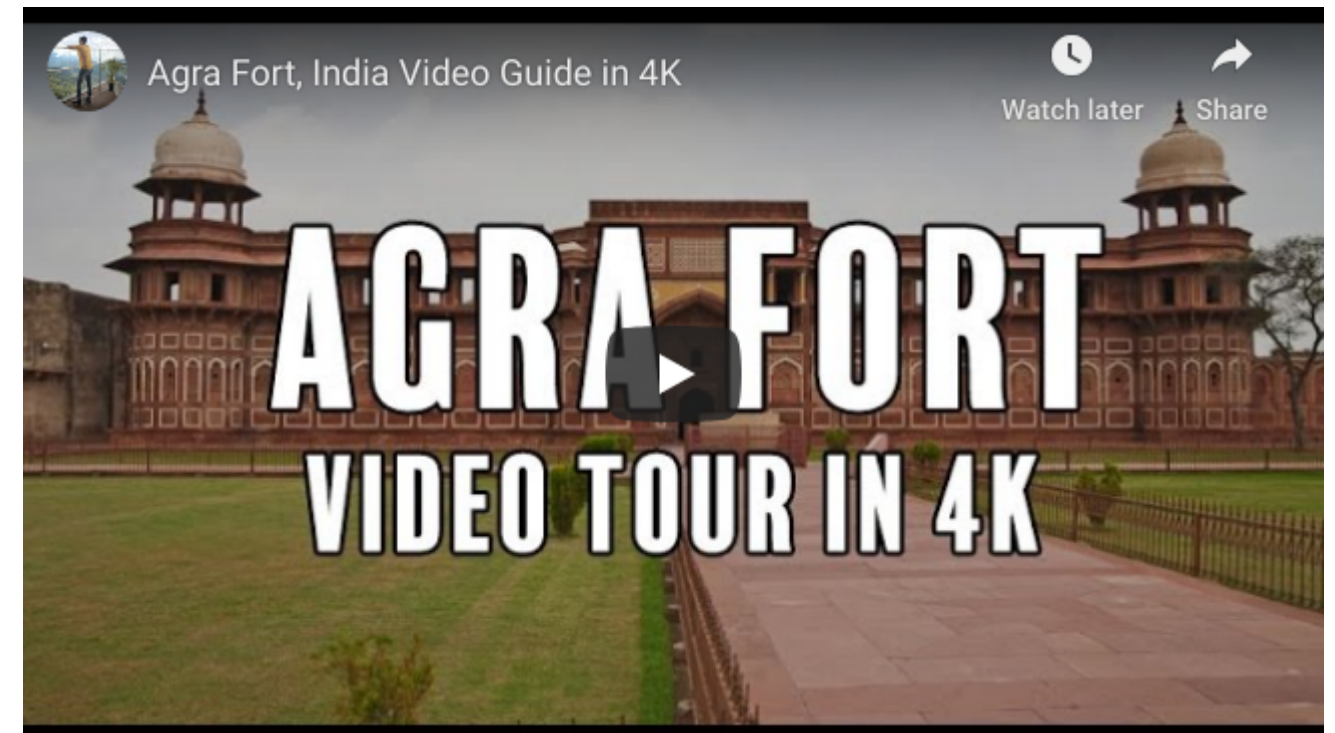 Agra Fort, India Video Guide in 4K
Watch later
Share
AGRA FORT
VIDEO TOUR IN 4K